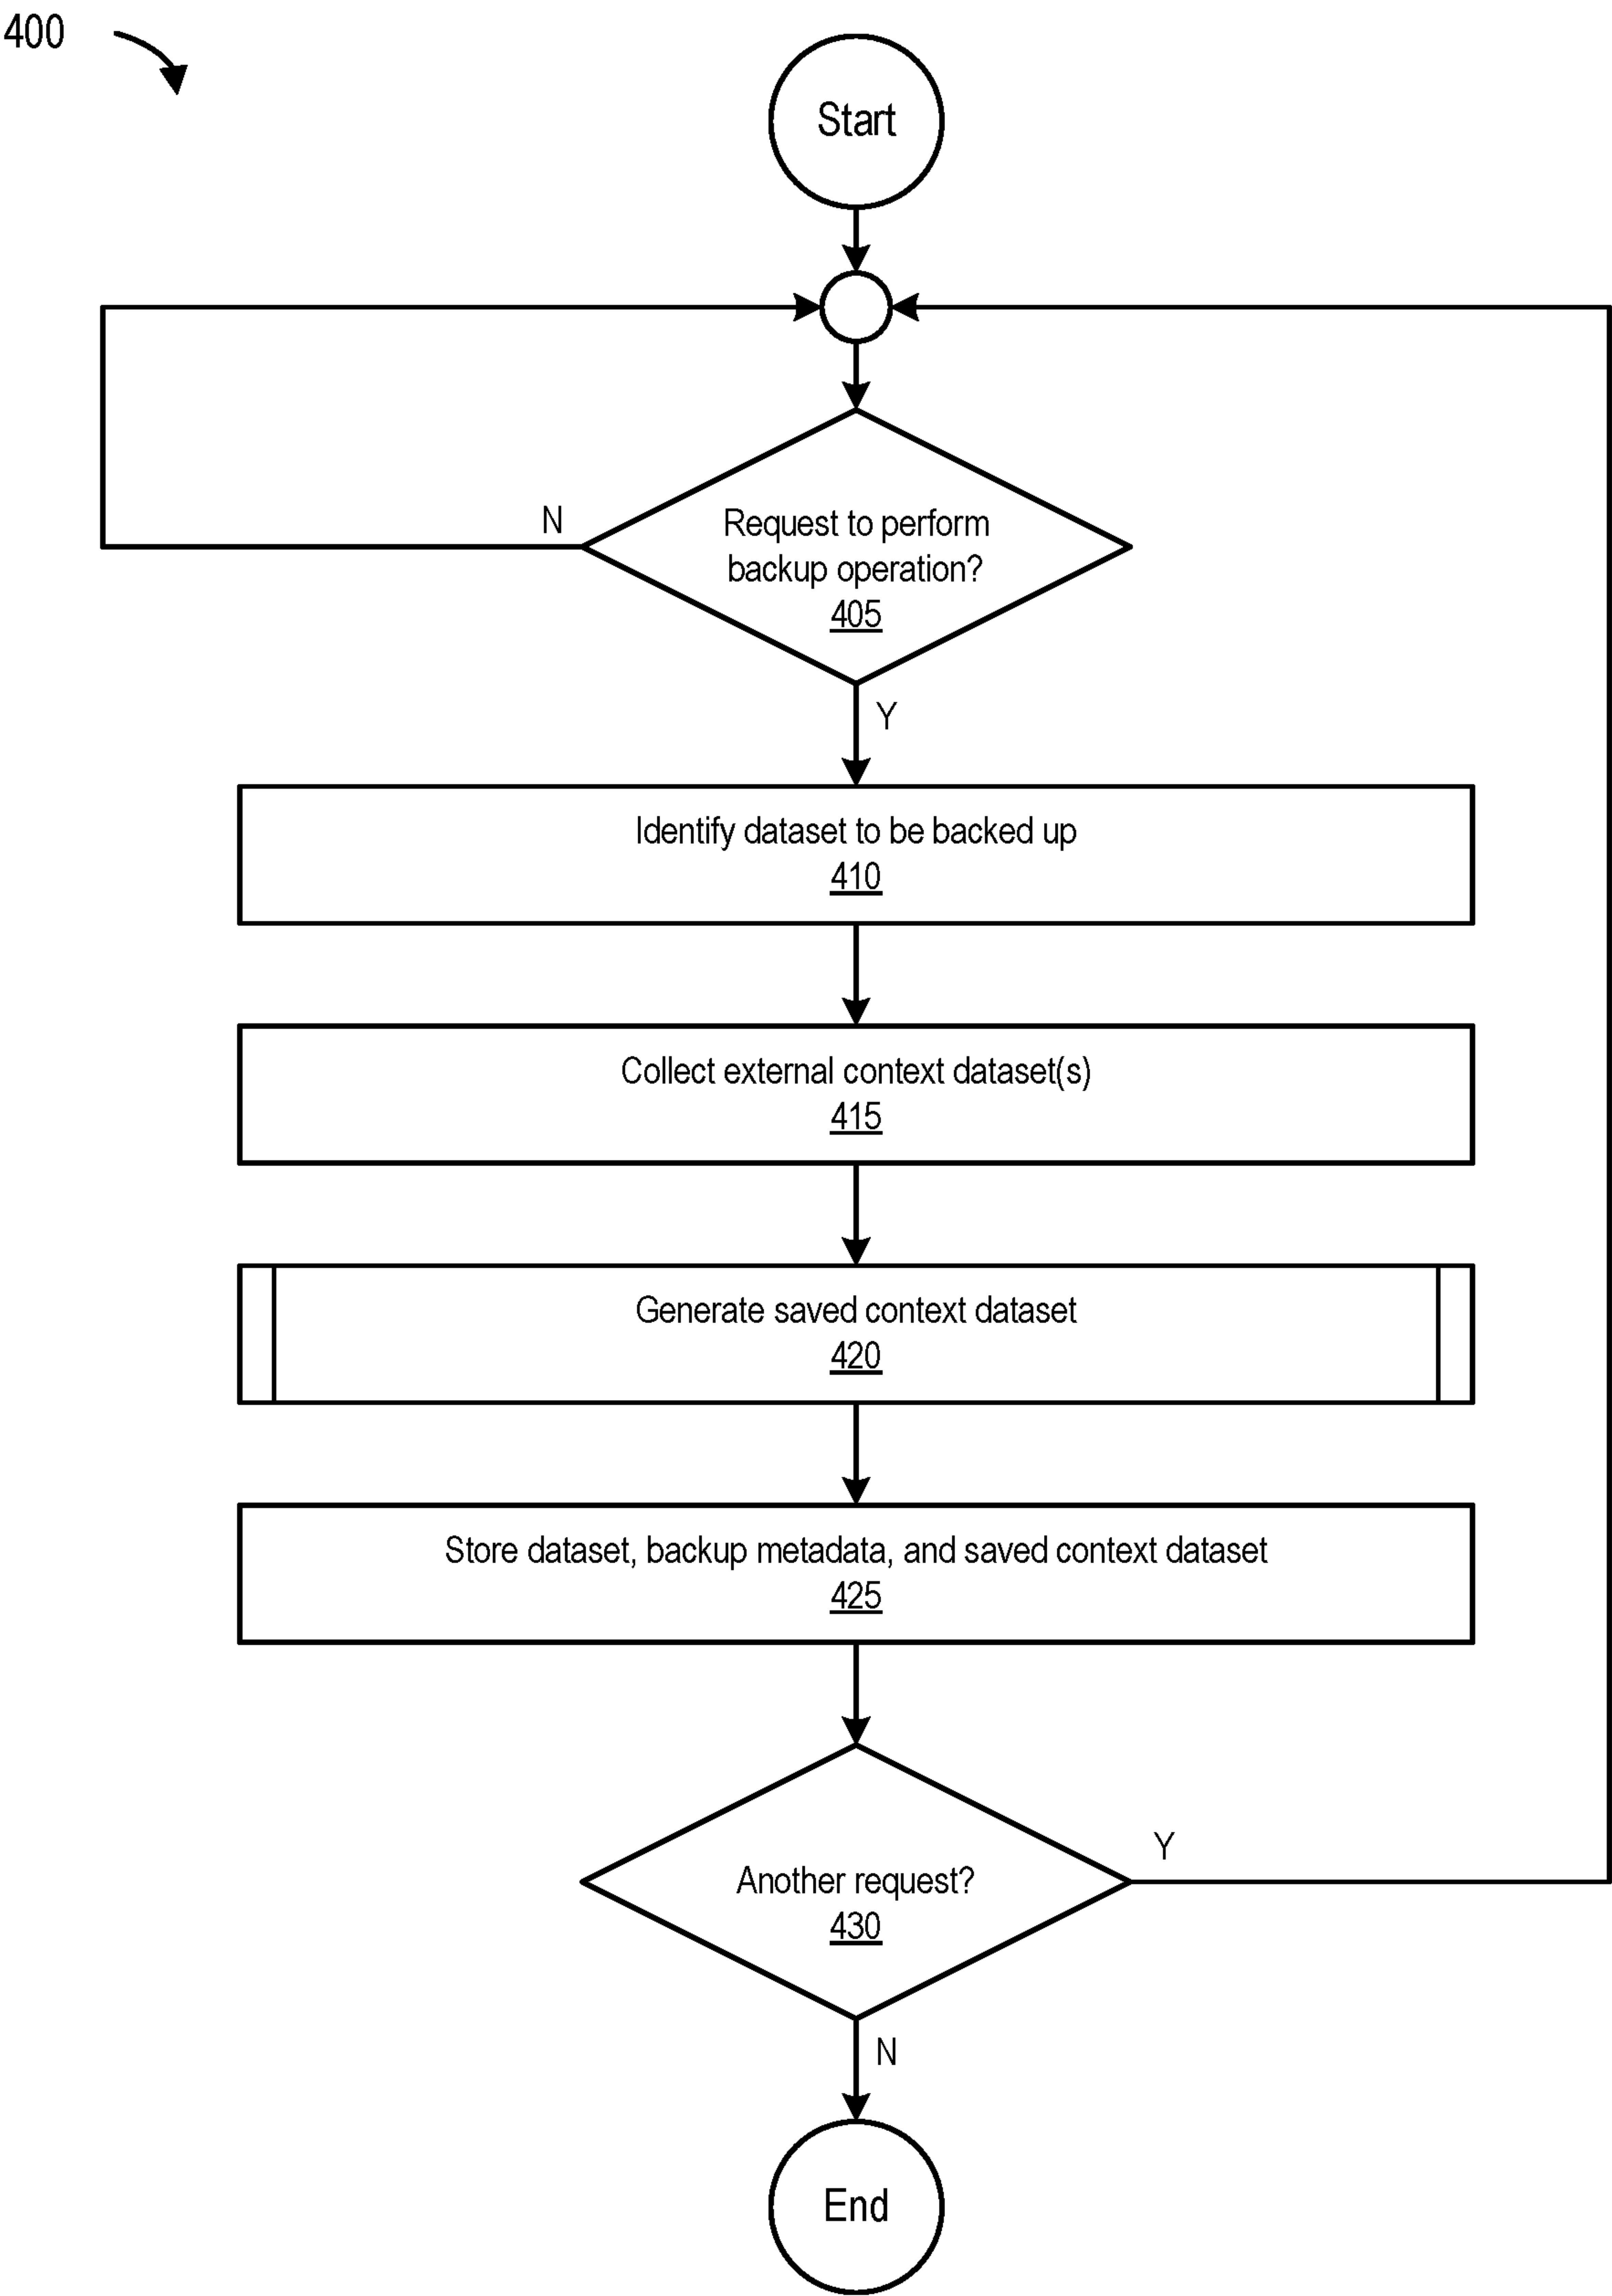 400
Start
Request to perform
backup operation?
405
N
Y
Identify dataset to be backed up
410
Collect external context dataset(s)
415
Generate saved context dataset
420
Store dataset, backup metadata, and saved context dataset
425
Another request?
430
Y
N
End